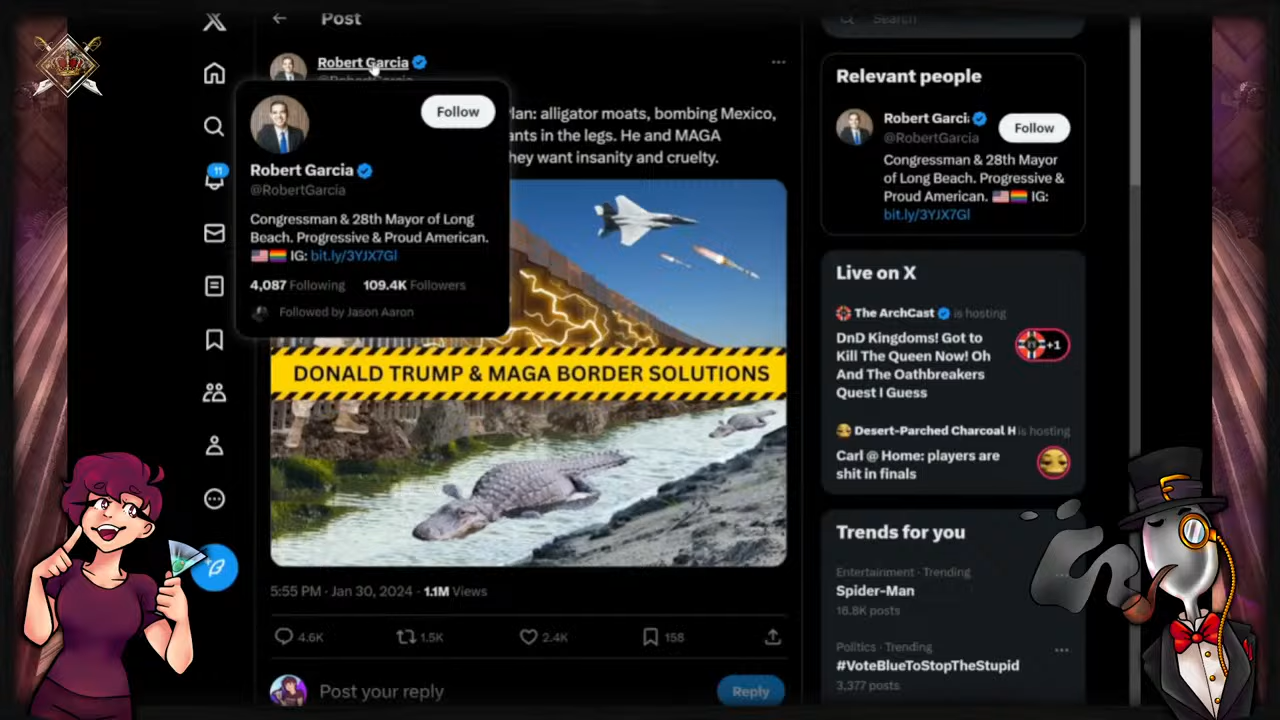 Post
Search
Robert Garcia
@RobertGarcia
lan: alligator moats, bombing Mexico,
ants in the legs. He and MAGA
hey want insanity and cruelty.
Follow
Robert Garcia
@RobertGarcia
Congressman & 28th Mayor of Long
Beach. Progressive & Proud American.
🇺🇸🏳️‍🌈 IG: bit.ly/3YJX7Gl
4,087 Following 109.4K Followers
Followed by Jason Aaron
11
DONALD TRUMP & MAGA BORDER SOLUTIONS
5:55 PM · Jan 30, 2024 · 1.1M Views
4.6K 1.5K 2.4K 158
Post your reply
Reply
Relevant people
Robert Garci
@RobertGarcia
Follow
Congressman & 28th Mayor
of Long Beach. Progressive &
Proud American. 🇺🇸🏳️‍🌈 IG:
bit.ly/3YJX7Gl
Live on X
The ArchCast is hosting
DnD Kingdoms! Got to
Kill The Queen Now! Oh
And The Oathbreakers
Quest I Guess
+1
Desert-Parched Charcoal H is hosting
Carl @ Home: players are
shit in finals
Trends for you
Entertainment · Trending
Spider-Man
16.8K posts
Politics · Trending
#VoteBlueToStopTheStupid
3,377 posts